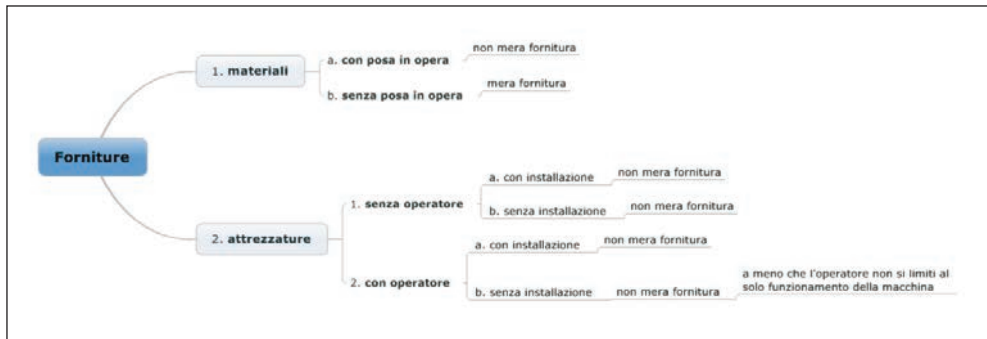 Forniture
1. materiali
a. con posa in opera
non mera fornitura
b. senza posa in opera
mera fornitura
2. attrezzature
1. senza operatore
a. con installazione
non mera fornitura
b. senza installazione
non mera fornitura
2. con operatore
a. con installazione
non mera fornitura
b. senza installazione
non mera fornitura
a meno che l'operatore non si limiti al
solo funzionamento della macchina